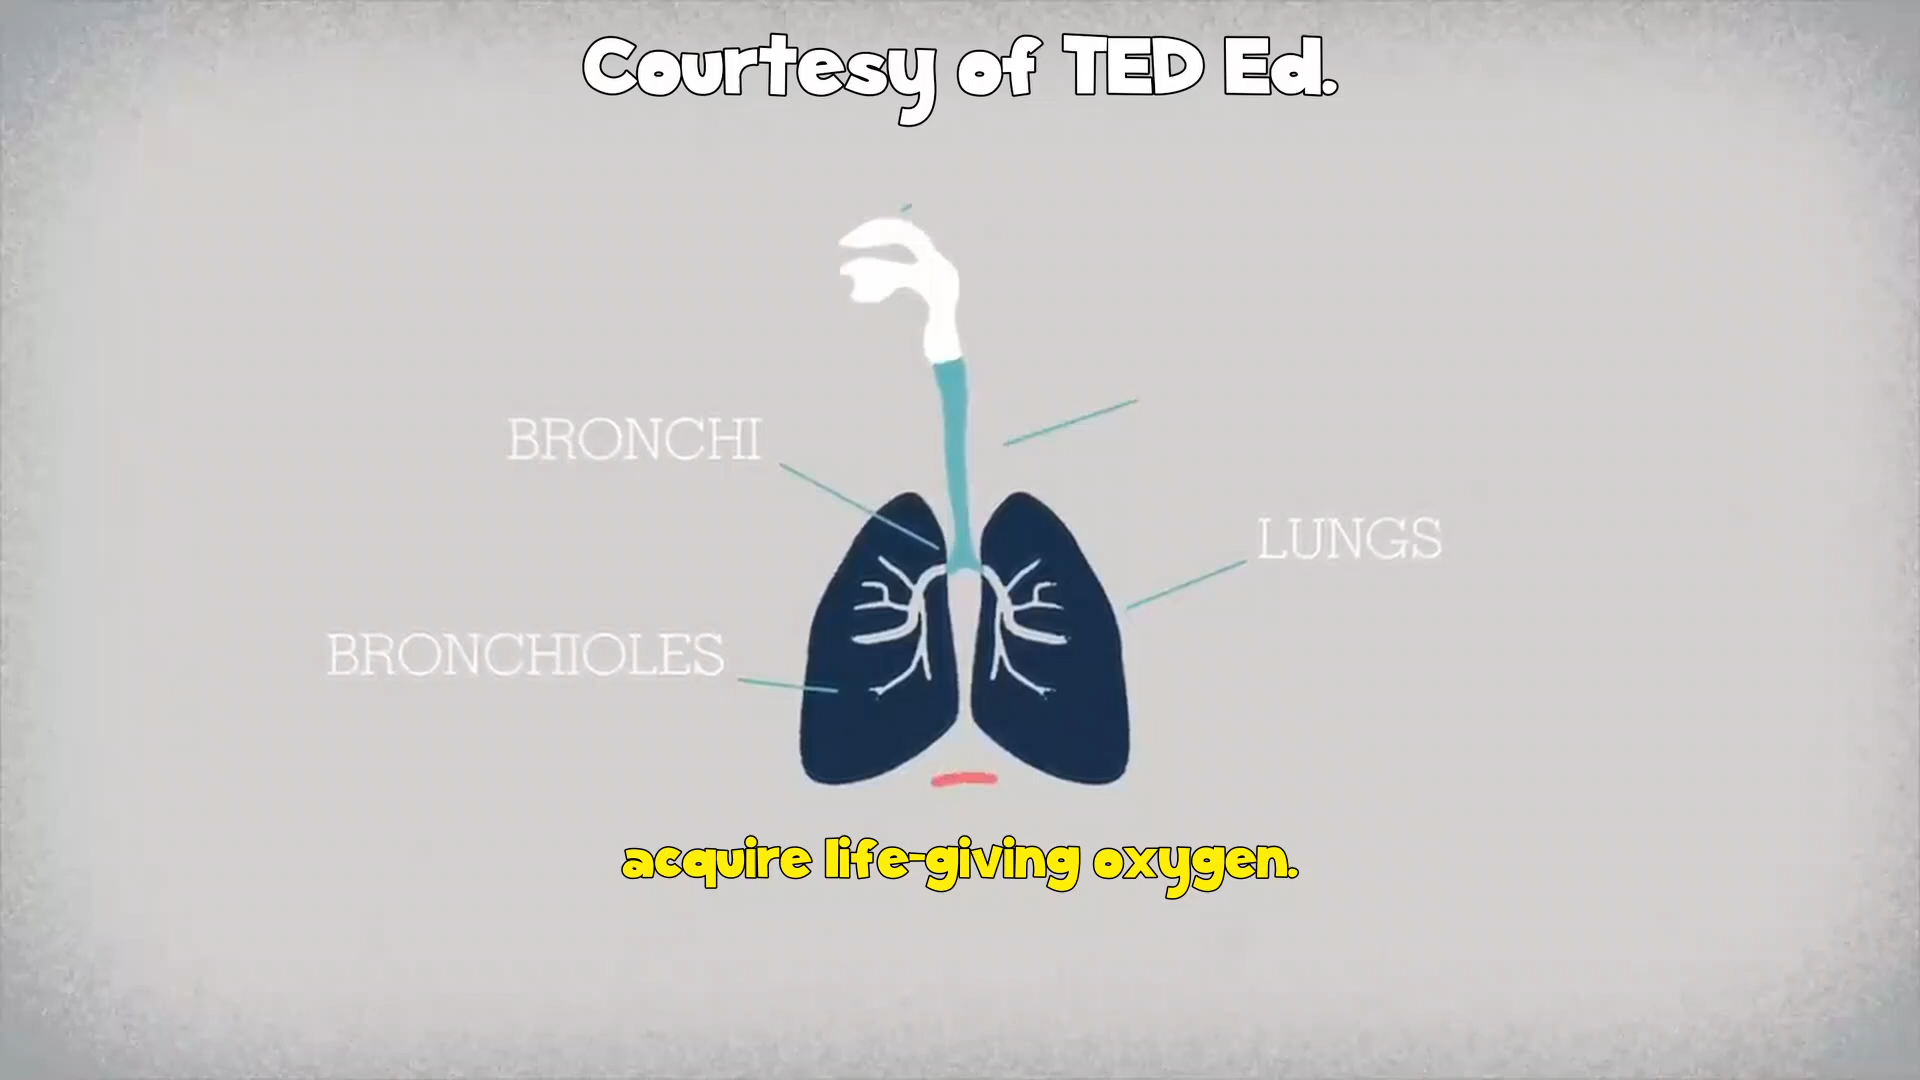 Courtesy of TED Ed.
BRONCHI
LUNGS
BRONCHIOLES
acquire life-giving oxygen.